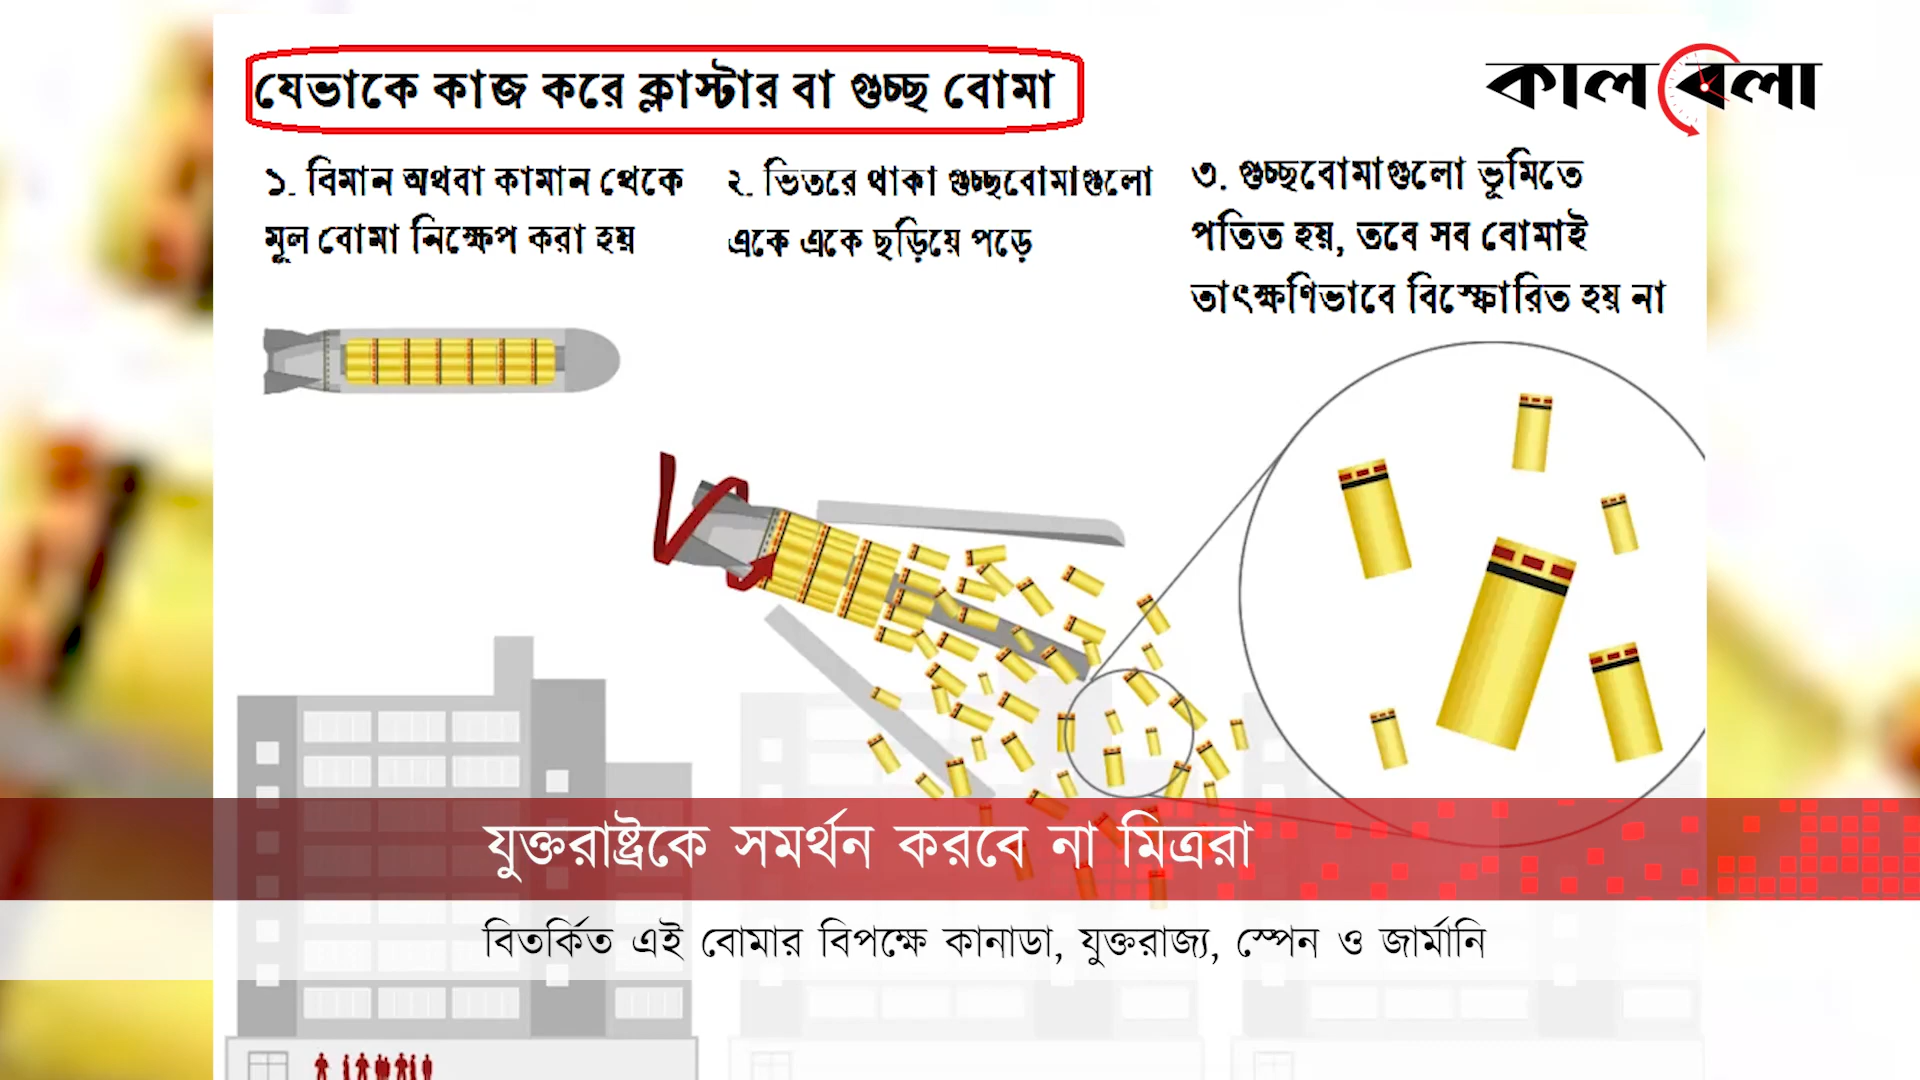 যেভাকে কাজ করে ক্লাস্টার বা গুচ্ছ বোমা
কালবেলা
১. বিমান অথবা কামান থেকে
মূল বোমা নিক্ষেপ করা হয়
২. ভিতরে থাকা গুচ্ছবোমাগুলো
একে একে ছড়িয়ে পড়ে
৩. গুচ্ছবোমাগুলো ভূমিতে
পতিত হয়, তবে সব বোমাই
তাৎক্ষণিভাবে বিস্ফোরিত হয় না
যুক্তরাষ্ট্রকে সমর্থন করবে না মিত্ররা
বিতর্কিত এই বোমার বিপক্ষে কানাডা, যুক্তরাজ্য, স্পেন ও জার্মানি